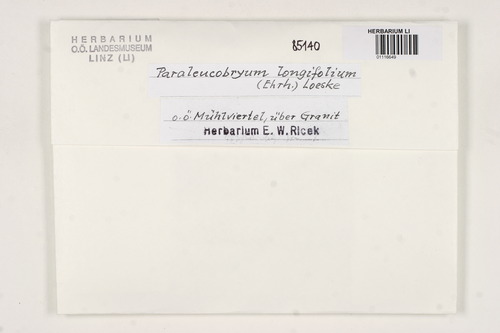 HERBARIUM
O.Ö. LANDESMUSEUM
LINZ (LI)
85140
HERBARIUM LI
01116649
Paraleucobryum longifolium
(Ehrh.) Loeske
o.ö. Mühlviertel, über Granit
Herbarium E. W. Ricek